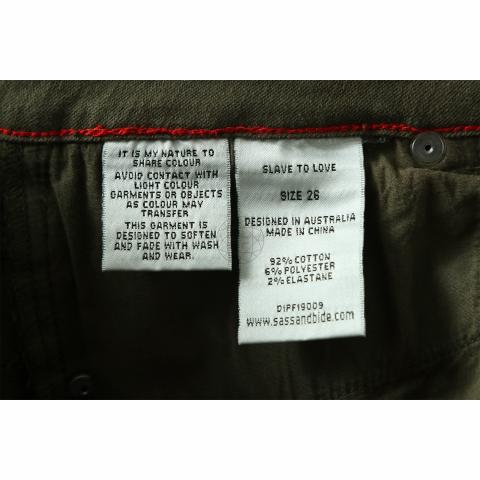 IT IS MY NATURE TO
SHARE COLOUR
AVOID CONTACT WITH
LIGHT COLOUR
GARMENTS OR OBJECTS
AS COLOUR MAY
TRANSFER
THIS GARMENT IS
DESIGNED TO SOFTEN
AND FADE WITH WASH
AND WEAR.
SLAVE TO LOVE
SIZE 26
DESIGNED IN AUSTRALIA
MADE IN CHINA
92% COTTON
6% POLYESTER
2% ELASTANE
D1PF19009
www.sassandbide.com